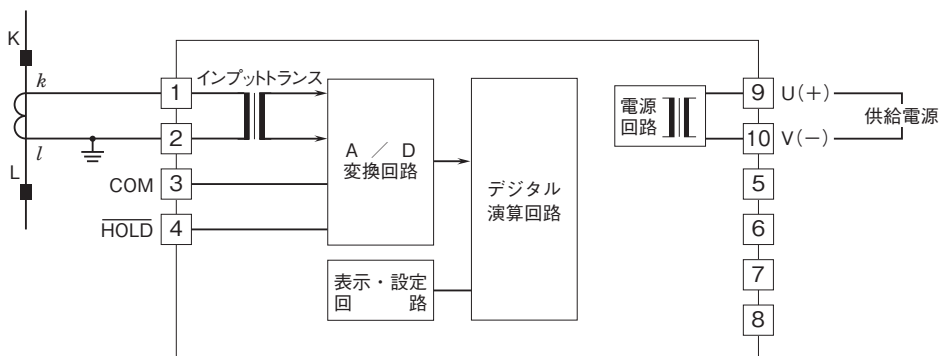 K
k
l
L
インプットトランス
1
2
COM 3
HOLD 4
A ／ D
変換回路
デジタル
演算回路
表示・設定
回　　路
電源
回路
9 U(+)
10 V(−)
供給電源
5
6
7
8